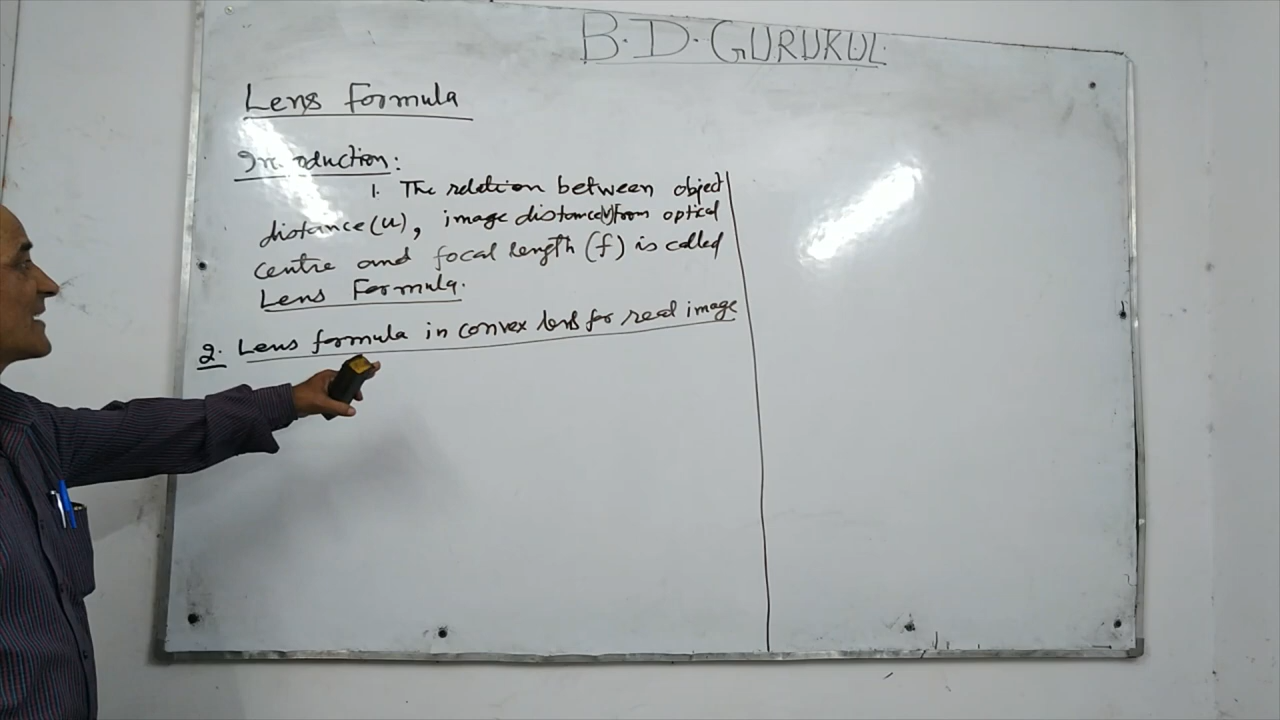 B.D.GURUKUL
Lens Formula
Introduction:
1. The relation between object
distance (u), image distance(v) from optical
centre and focal length (f) is called
Lens Formula.
2. Lens formula in convex lens for real image